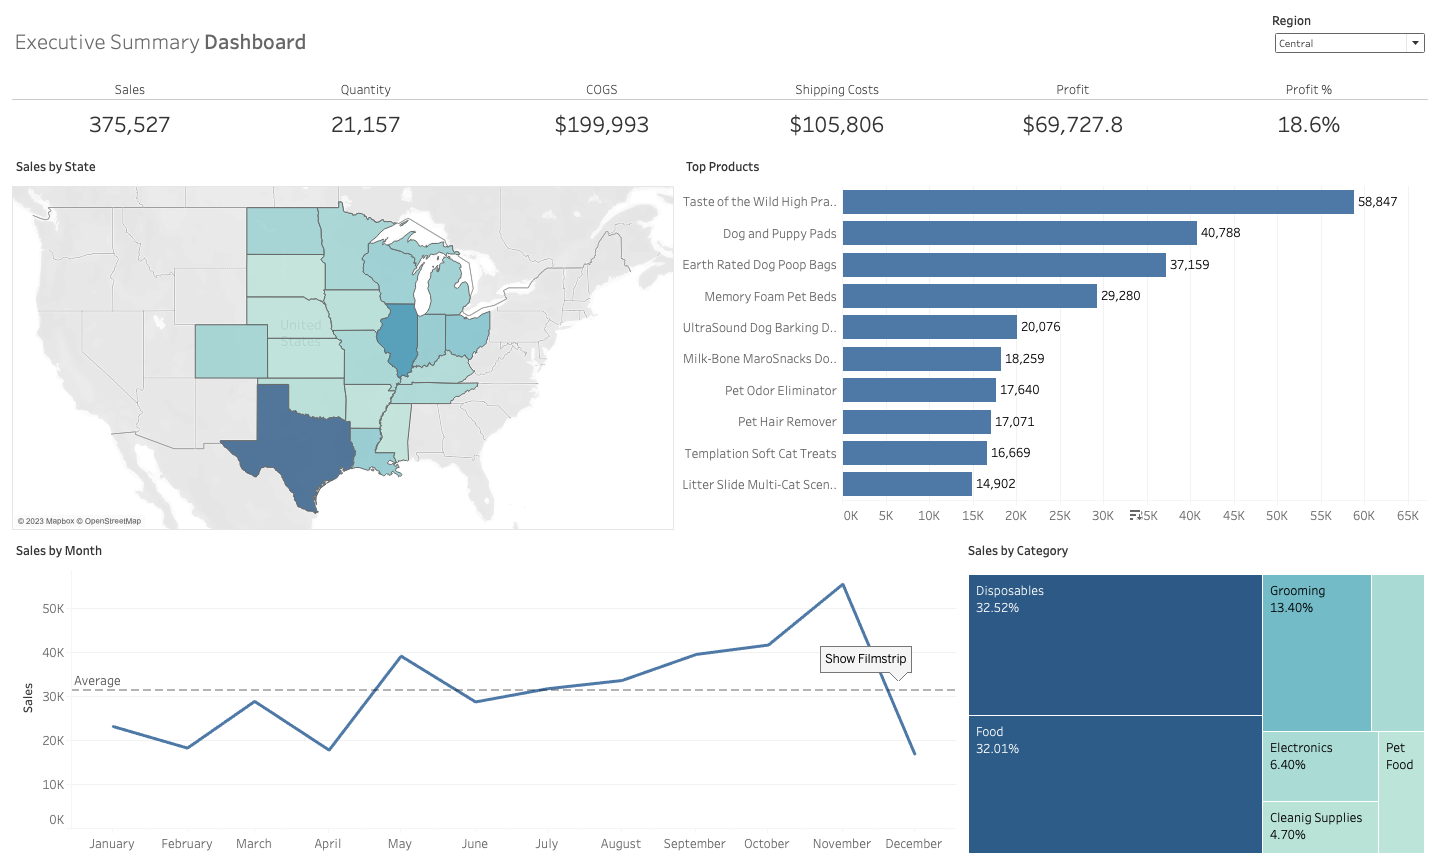 Region
Executive Summary Dashboard
Central
Sales Quantity COGS Shipping Costs Profit Profit %
375,527 21,157 $199,993 $105,806 $69,727.8 18.6%
Sales by State
United
States
© 2023 Mapbox © OpenStreetMap
Top Products
Taste of the Wild High Pra.. 58,847
Dog and Puppy Pads 40,788
Earth Rated Dog Poop Bags 37,159
Memory Foam Pet Beds 29,280
UltraSound Dog Barking D.. 20,076
Milk-Bone MaroSnacks Do.. 18,259
Pet Odor Eliminator 17,640
Pet Hair Remover 17,071
Templation Soft Cat Treats 16,669
Litter Slide Multi-Cat Scen.. 14,902
0K 5K 10K 15K 20K 25K 30K 35K 40K 45K 50K 55K 60K 65K
Sales by Month
Sales
50K
40K
30K
20K
10K
0K
Average
Show Filmstrip
January February March April May June July August September October November December
Sales by Category
Disposables
32.52%
Grooming
13.40%
Food
32.01%
Electronics
6.40%
Pet
Food
Cleanig Supplies
4.70%